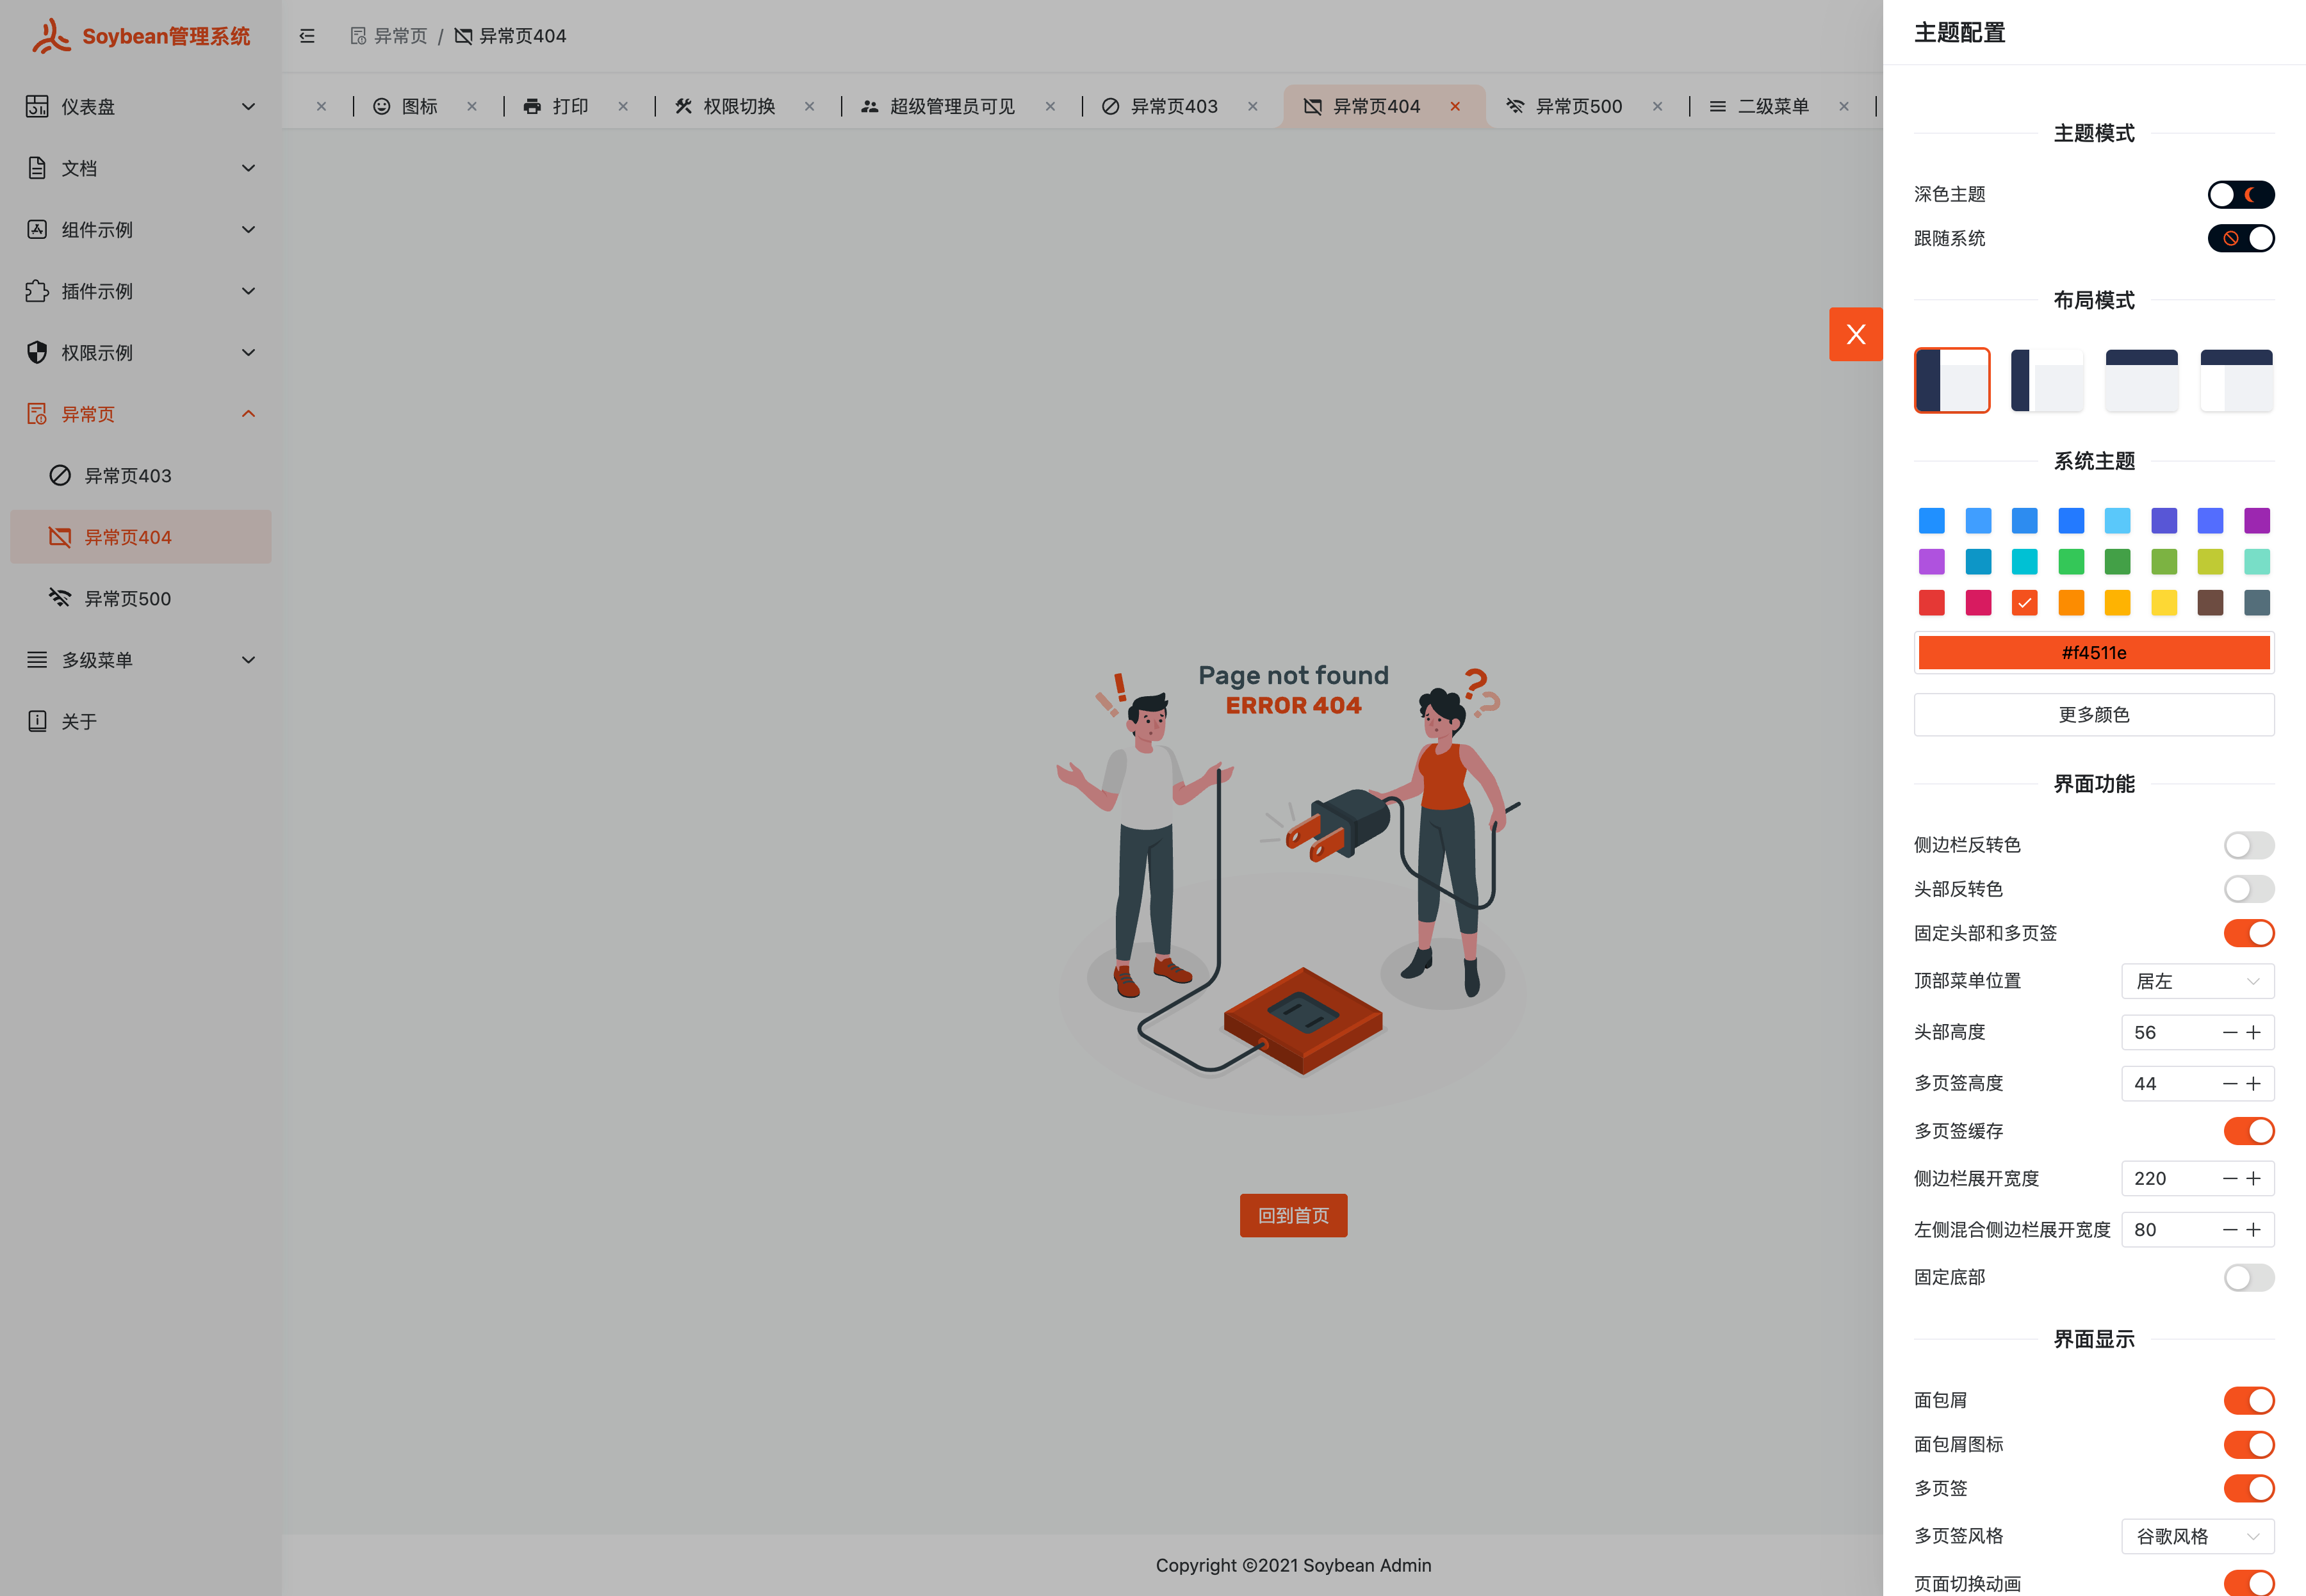 Soybean管理系统
仪表盘
文档
组件示例
插件示例
权限示例
异常页
异常页403
异常页404
异常页500
多级菜单
关于
异常页 / 异常页404
图标 打印 权限切换 超级管理员可见 异常页403 异常页404 异常页500 二级菜单
Page not found
ERROR 404
回到首页
Copyright ©2021 Soybean Admin
主题配置
主题模式
深色主题
跟随系统
布局模式
系统主题
#f4511e
更多颜色
界面功能
侧边栏反转色
头部反转色
固定头部和多页签
顶部菜单位置 居左
头部高度 56
多页签高度 44
多页签缓存
侧边栏展开宽度 220
左侧混合侧边栏展开宽度 80
固定底部
界面显示
面包屑
面包屑图标
多页签
多页签风格 谷歌风格
页面切换动画